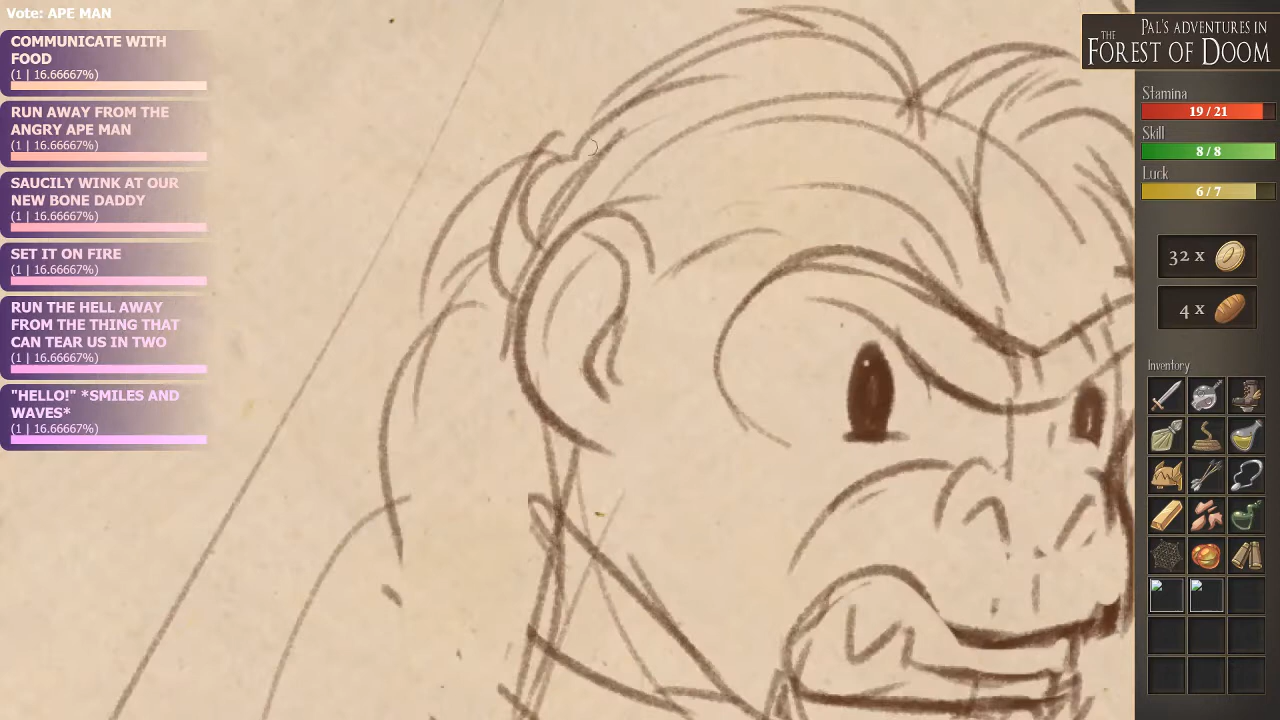 Vote: APE MAN
COMMUNICATE WITH
FOOD
(1 | 16.66667%)
RUN AWAY FROM THE
ANGRY APE MAN
(1 | 16.66667%)
SAUCILY WINK AT OUR
NEW BONE DADDY
(1 | 16.66667%)
SET IT ON FIRE
(1 | 16.66667%)
RUN THE HELL AWAY
FROM THE THING THAT
CAN TEAR US IN TWO
(1 | 16.66667%)
"HELLO!" *SMILES AND
WAVES*
(1 | 16.66667%)
PAL'S ADVENTURES IN
THE
FOREST OF DOOM
Stamina
19 / 21
Skill
8 / 8
Luck
6 / 7
32 x
4 x
Inventory